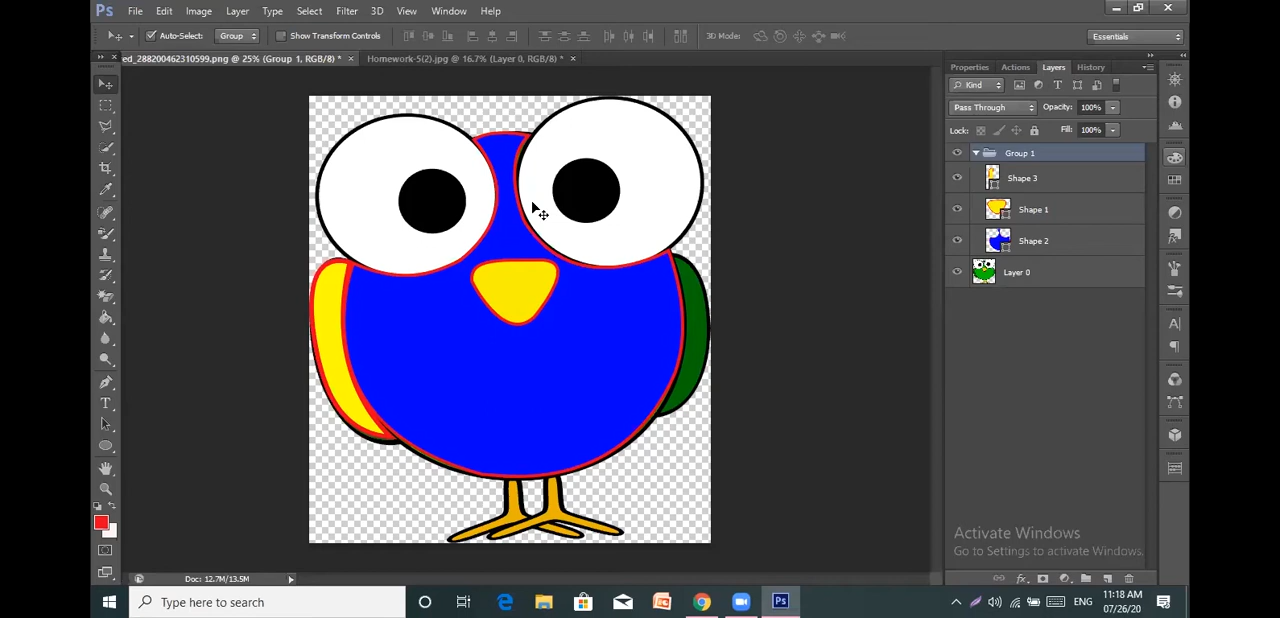 Ps File Edit Image Layer Type Select Filter 3D View Window Help
Auto-Select: Group Show Transform Controls 3D Mode: Essentials
ed_288200462310599.png @ 25% (Group 1, RGB/8) * × Homework-5(2).jpg @ 16.7% (Layer 0, RGB/8) * ×
Properties Actions Layers History
Kind
Pass Through Opacity: 100%
Lock: Fill: 100%
Group 1
Shape 3
Shape 1
Shape 2
Layer 0
Activate Windows
Go to Settings to activate Windows.
Doc: 12.7M/13.5M
Type here to search
ENG
11:18 AM
07/26/20